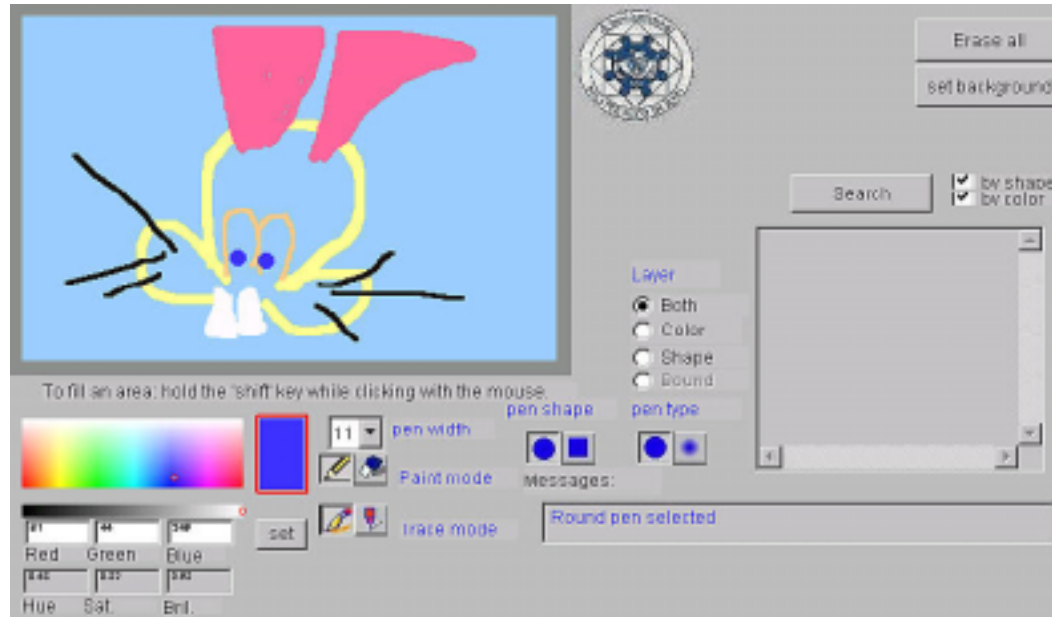 Erase all
set background
Search
by shape
by color
Layer
Both
Color
Shape
Bound
To fill an area: hold the "shift" key while clicking with the mouse.
pen shape
pen type
11
pen width
Paint mode
Messages:
set
Trace mode
Round pen selected
Red Green Blue
Hue Sat. Bril.